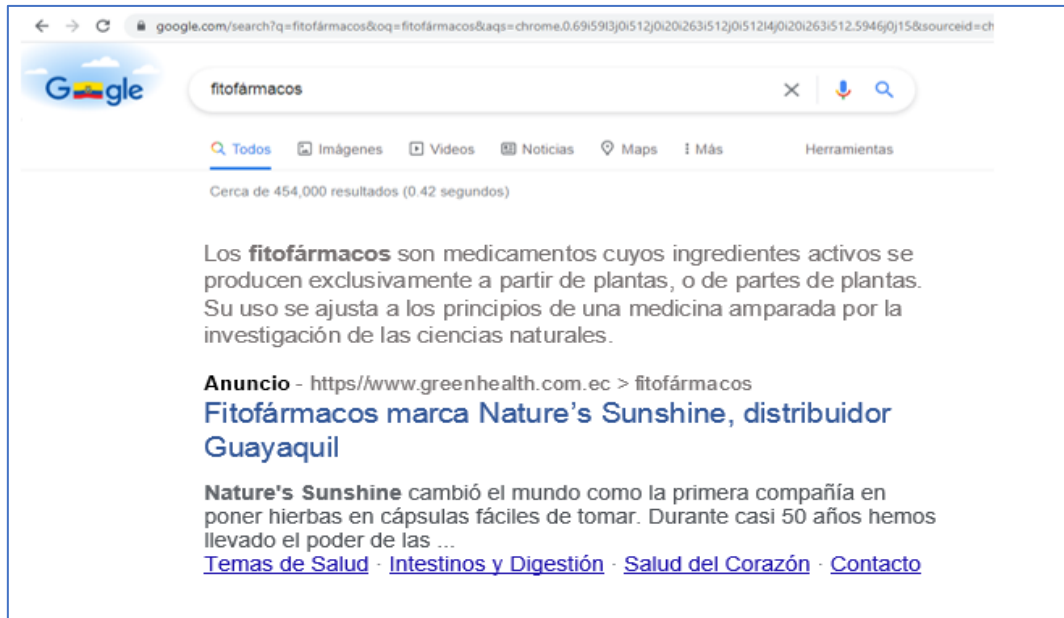 google.com/search?q=fitofármacos&oq=fitofármacos&aqs=chrome.0.69i59l3j0i512j0i20i263i512j0i512l4j0i20i263i512.5946j0j15&sourceid=ch
Google
fitofármacos
Todos Imágenes Videos Noticias Maps Más Herramientas
Cerca de 454,000 resultados (0.42 segundos)
Los fitofármacos son medicamentos cuyos ingredientes activos se
producen exclusivamente a partir de plantas, o de partes de plantas.
Su uso se ajusta a los principios de una medicina amparada por la
investigación de las ciencias naturales.
Anuncio - https//www.greenhealth.com.ec > fitofármacos
Fitofármacos marca Nature's Sunshine, distribuidor
Guayaquil
Nature's Sunshine cambió el mundo como la primera compañía en
poner hierbas en cápsulas fáciles de tomar. Durante casi 50 años hemos
llevado el poder de las ...
Temas de Salud · Intestinos y Digestión · Salud del Corazón · Contacto